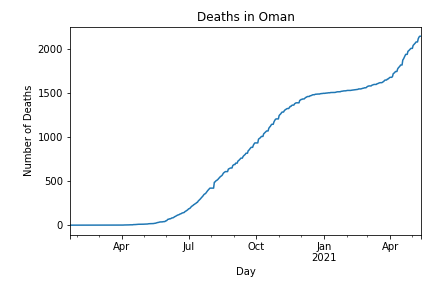 Deaths in Oman
Number of Deaths
2000
1500
1000
500
0
Apr
Jul
Oct
Jan
2021
Apr
Day